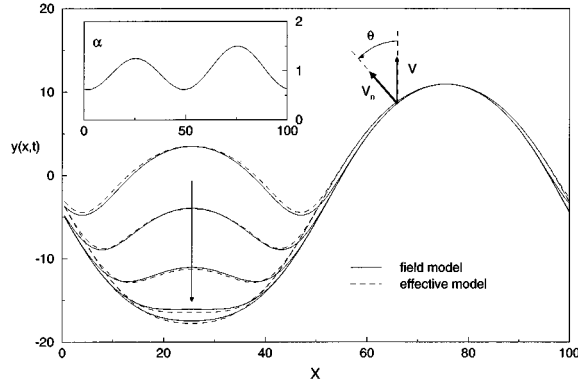 α
2
1
0
0 50 100
θ
V
Vn
20
10
0
-10
-20
y(x,t)
field model
effective model
0 20 40 60 80 100
X